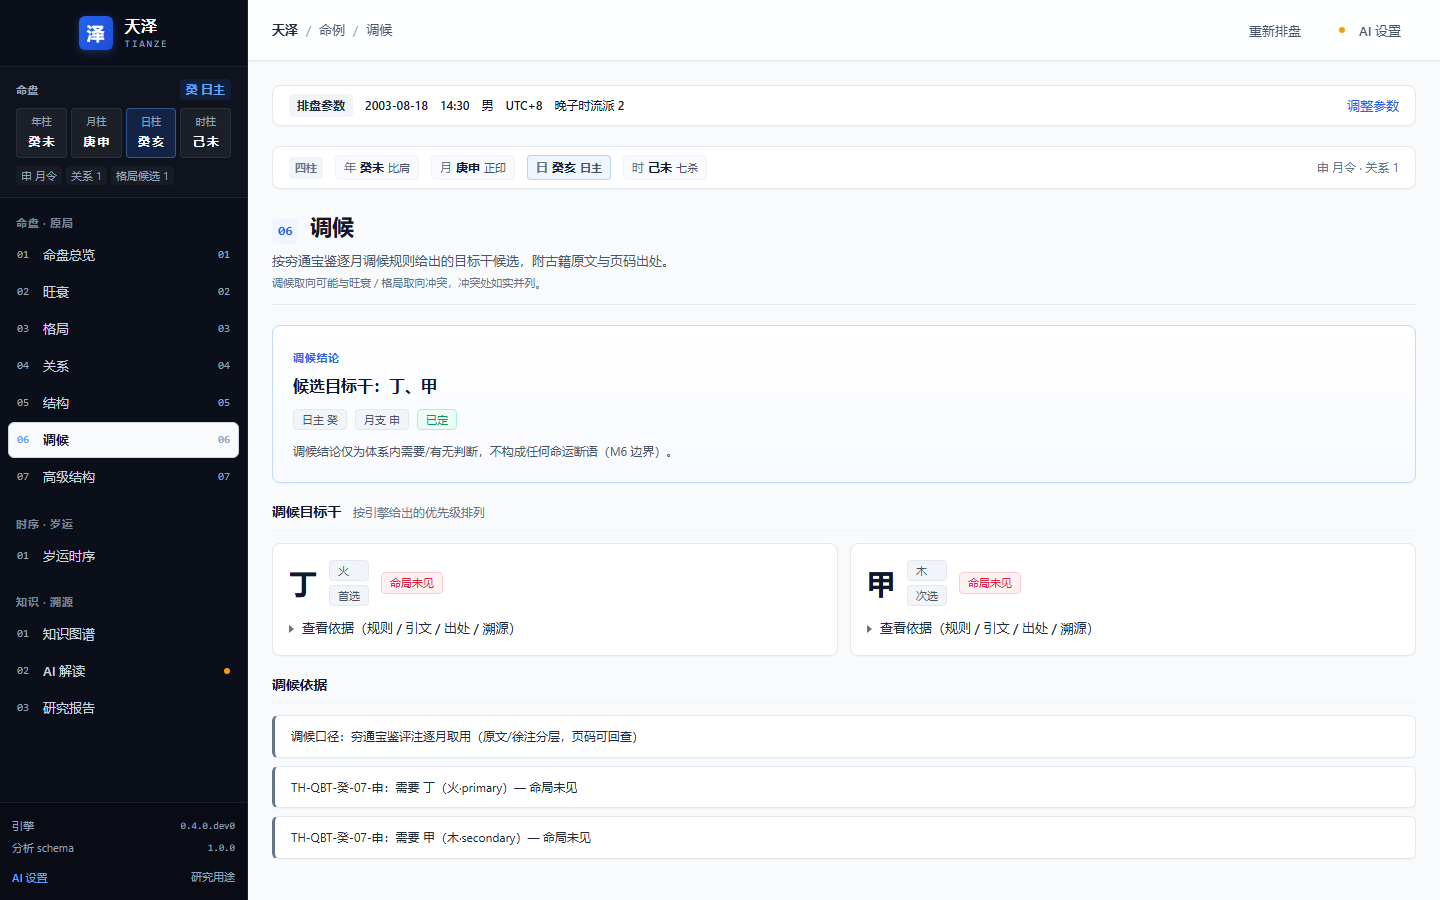 泽 天泽
TIANZE
命盘 癸 日主
年柱 月柱 日柱 时柱
癸未 庚申 癸亥 己未
申 月令 关系 1 格局候选 1
命盘 · 原局
01 命盘总览 01
02 旺衰 02
03 格局 03
04 关系 04
05 结构 05
06 调候 06
07 高级结构 07
时序 · 岁运
01 岁运时序
知识 · 溯源
01 知识图谱
02 AI 解读
03 研究报告
引擎 0.4.0.dev0
分析 schema 1.0.0
AI 设置 研究用途
天泽 / 命例 / 调候 重新排盘 AI 设置
排盘参数 2003-08-18 14:30 男 UTC+8 晚子时流派 2 调整参数
四柱 年 癸未 比肩 月 庚申 正印 日 癸亥 日主 时 己未 七杀 申 月令 · 关系 1
06 调候
按穷通宝鉴逐月调候规则给出的目标干候选，附古籍原文与页码出处。
调候取向可能与旺衰 / 格局取向冲突，冲突处如实并列。
调候结论
候选目标干：丁、甲
日主 癸 月支 申 已定
调候结论仅为体系内需要/有无判断，不构成任何命运断语（M6 边界）。
调候目标干 按引擎给出的优先级排列
丁 火 首选 命局未见
查看依据（规则 / 引文 / 出处 / 溯源）
甲 木 次选 命局未见
查看依据（规则 / 引文 / 出处 / 溯源）
调候依据
调候口径：穷通宝鉴评注逐月取用（原文/徐注分层，页码可回查）
TH-QBT-癸-07-申：需要 丁（火·primary）— 命局未见
TH-QBT-癸-07-申：需要 甲（木·secondary）— 命局未见